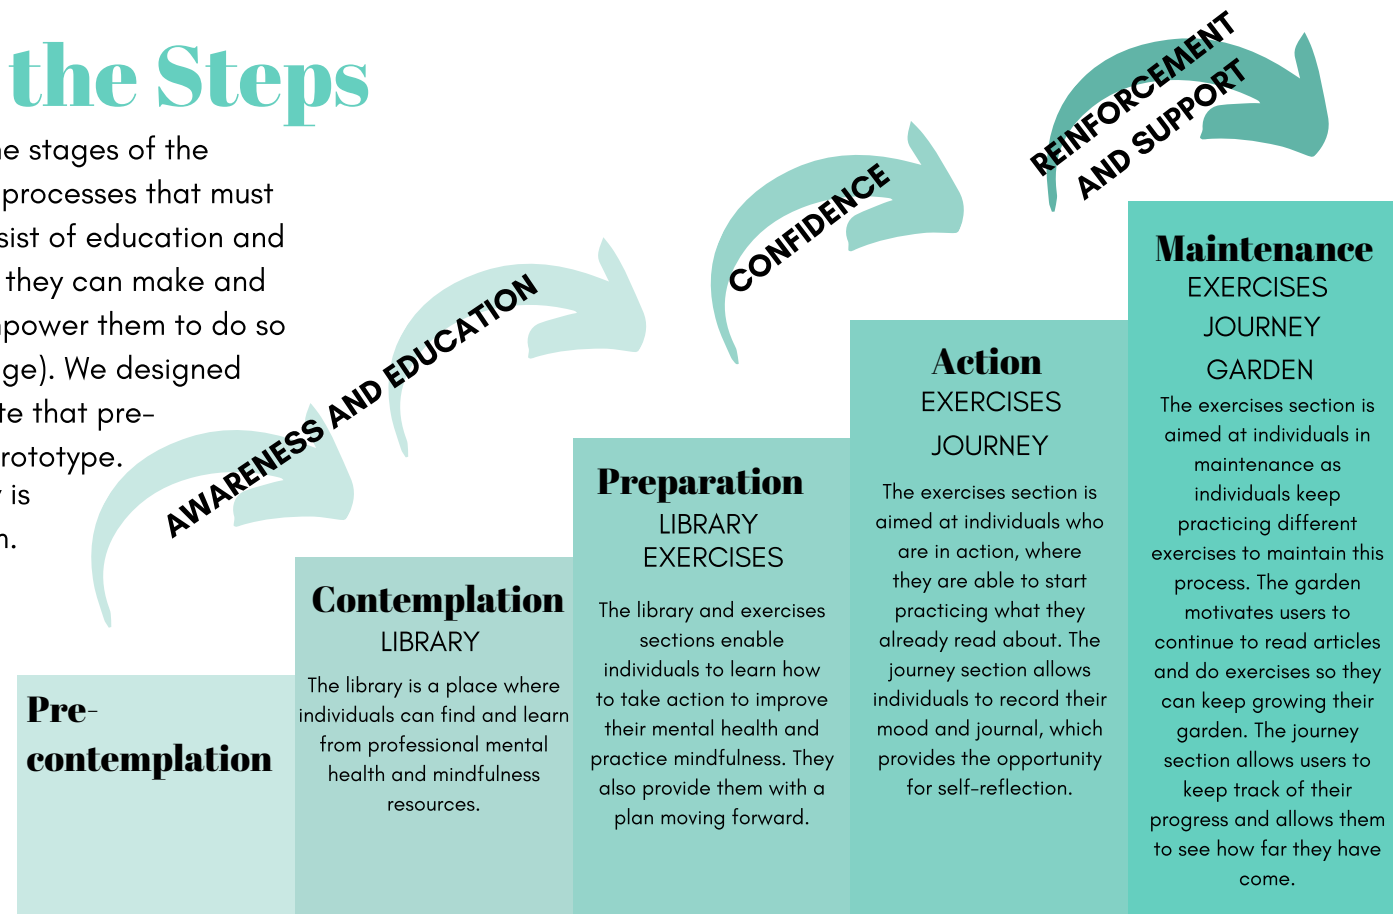 the Steps
stages of the
processes that must
of education and
they can make and
them to do so
We designed
that pre-
is
AWARENESS AND EDUCATION
CONFIDENCE
REINFORCEMENT
AND SUPPORT
Pre-
contemplation
Contemplation
LIBRARY
The library is a place where
individuals can find and learn
from professional mental
health and mindfulness
resources.
Preparation
LIBRARY
EXERCISES
The library and exercises
sections enable
individuals to learn how
to take action to improve
their mental health and
practice mindfulness. They
also provide them with a
plan moving forward.
Action
EXERCISES
JOURNEY
The exercises section is
aimed at individuals who
are in action, where
they are able to start
practicing what they
already read about. The
journey section allows
individuals to record their
mood and journal, which
provides the opportunity
for self-reflection.
Maintenance
EXERCISES
JOURNEY
GARDEN
The exercises section is
aimed at individuals in
maintenance as
individuals keep
practicing different
exercises to maintain this
process. The garden
motivates users to
continue to read articles
and do exercises so they
can keep growing their
garden. The journey
section allows users to
keep track of their
progress and allows them
to see how far they have
come.